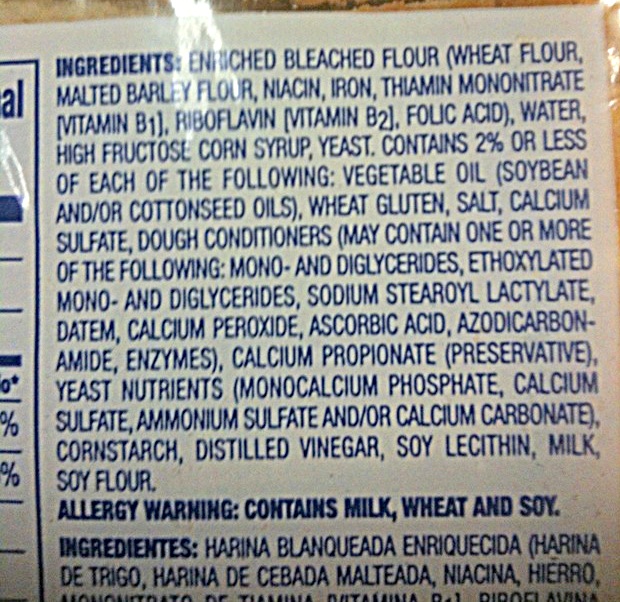 al
INGREDIENTS: ENRICHED BLEACHED FLOUR (WHEAT FLOUR,
MALTED BARLEY FLOUR, NIACIN, IRON, THIAMIN MONONITRATE
[VITAMIN B1], RIBOFLAVIN [VITAMIN B2], FOLIC ACID), WATER,
HIGH FRUCTOSE CORN SYRUP, YEAST. CONTAINS 2% OR LESS
OF EACH OF THE FOLLOWING: VEGETABLE OIL (SOYBEAN
AND/OR COTTONSEED OILS), WHEAT GLUTEN, SALT, CALCIUM
SULFATE, DOUGH CONDITIONERS (MAY CONTAIN ONE OR MORE
OF THE FOLLOWING: MONO- AND DIGLYCERIDES, ETHOXYLATED
MONO- AND DIGLYCERIDES, SODIUM STEAROYL LACTYLATE,
DATEM, CALCIUM PEROXIDE, ASCORBIC ACID, AZODICARBON-
AMIDE, ENZYMES), CALCIUM PROPIONATE (PRESERVATIVE),
YEAST NUTRIENTS (MONOCALCIUM PHOSPHATE, CALCIUM
SULFATE, AMMONIUM SULFATE AND/OR CALCIUM CARBONATE),
CORNSTARCH, DISTILLED VINEGAR, SOY LECITHIN, MILK,
SOY FLOUR.
ALLERGY WARNING: CONTAINS MILK, WHEAT AND SOY.
INGREDIENTES: HARINA BLANQUEADA ENRIQUECIDA (HARINA
DE TRIGO, HARINA DE CEBADA MALTEADA, NIACINA, HIERRO,
MONONITRATO DE TIAMINA [VITAMINA B1], RIBOFLAVINA
%
%